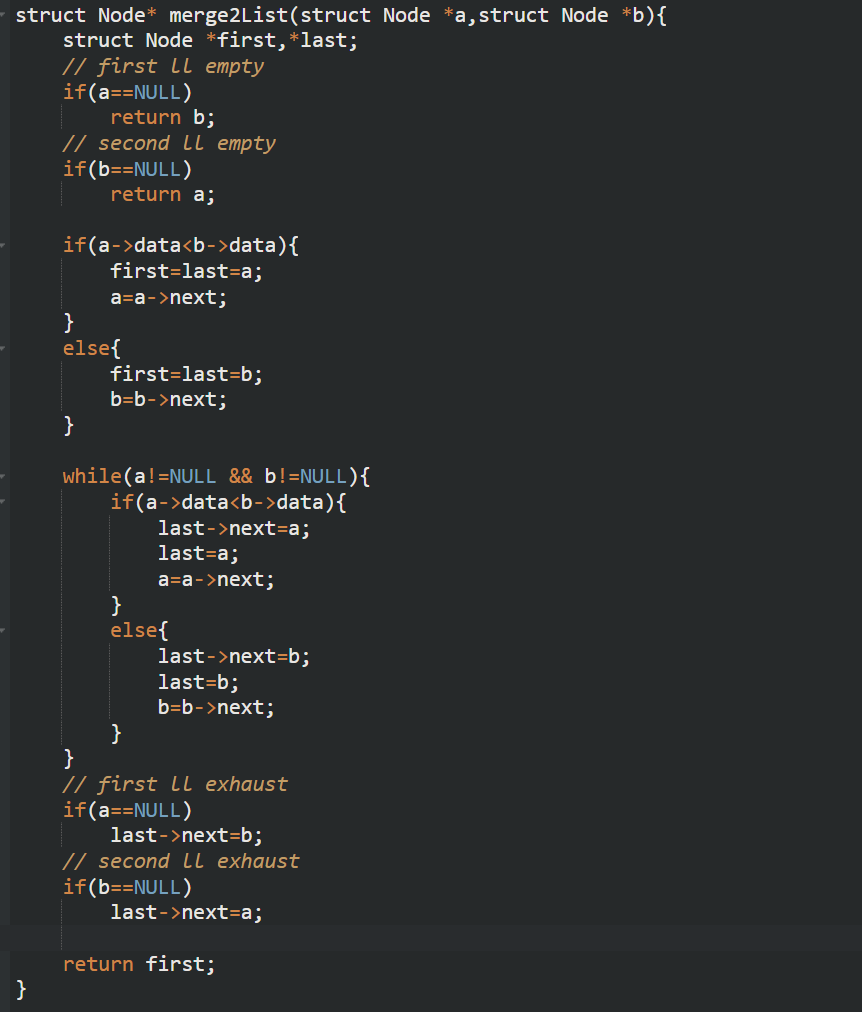 struct Node* merge2List(struct Node *a,struct Node *b){
    struct Node *first,*last;
    // first ll empty
    if(a==NULL)
        return b;
    // second ll empty
    if(b==NULL)
        return a;

    if(a->data<b->data){
        first=last=a;
        a=a->next;
    }
    else{
        first=last=b;
        b=b->next;
    }

    while(a!=NULL && b!=NULL){
        if(a->data<b->data){
            last->next=a;
            last=a;
            a=a->next;
        }
        else{
            last->next=b;
            last=b;
            b=b->next;
        }
    }
    // first ll exhaust
    if(a==NULL)
        last->next=b;
    // second ll exhaust
    if(b==NULL)
        last->next=a;

    return first;
}